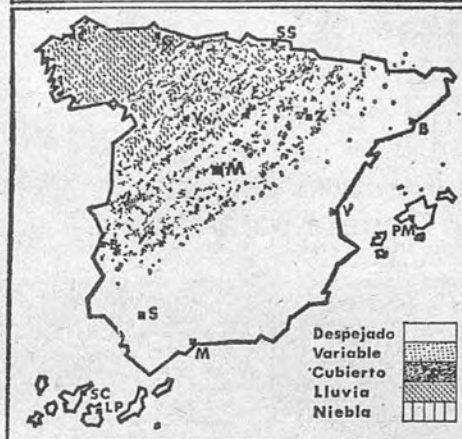 SS
Z
B
M
V
PM
B
S
M
SC
LP
Despejado
Variable
Cubierto
Lluvia
Niebla